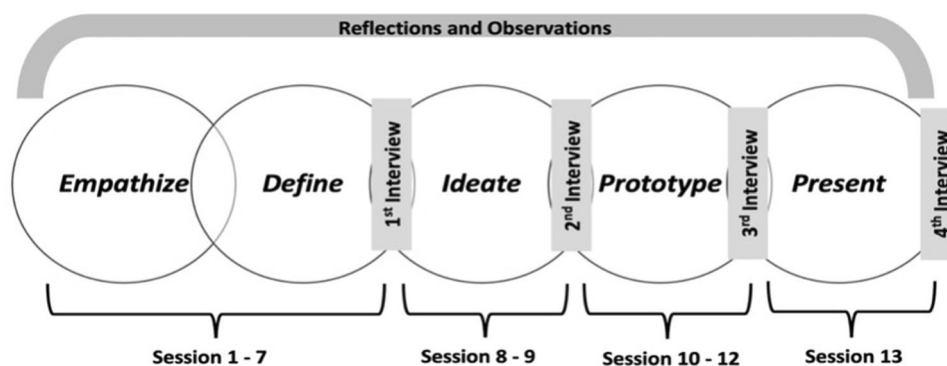 Reflections and Observations
Empathize
Define
1st Interview
Ideate
2nd Interview
Prototype
3rd Interview
Present
4th Interview
Session 1 - 7
Session 8 - 9
Session 10 - 12
Session 13